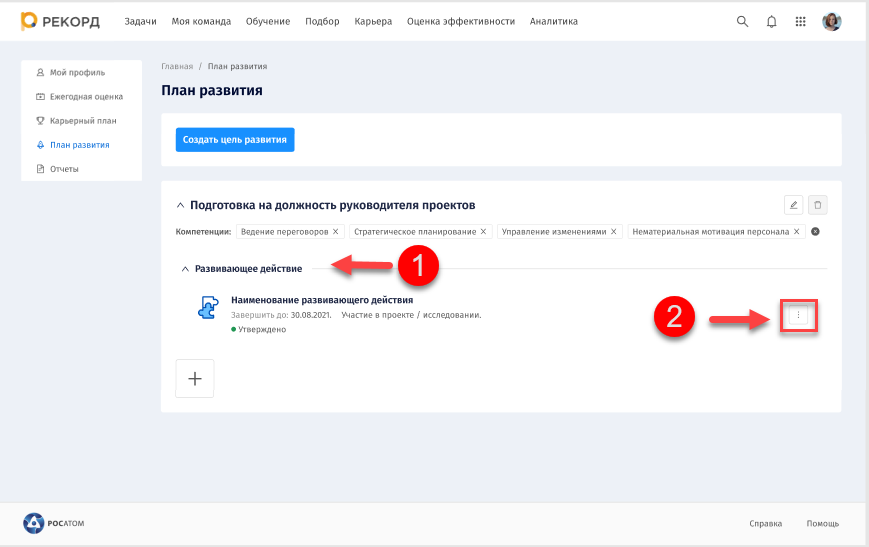 РЕКОРД Задачи Моя команда Обучение Подбор Карьера Оценка эффективности Аналитика
Мой профиль
Ежегодная оценка
Карьерный план
План развития
Отчеты
Главная / План развития
План развития
Создать цель развития
Подготовка на должность руководителя проектов
Компетенции: Ведение переговоров × Стратегическое планирование × Управление изменениями × Нематериальная мотивация персонала ×
Развивающее действие
1
Наименование развивающего действия
Завершить до: 30.08.2021. Участие в проекте / исследовании.
Утверждено
2
+
РОСАТОМ
Справка Помощь